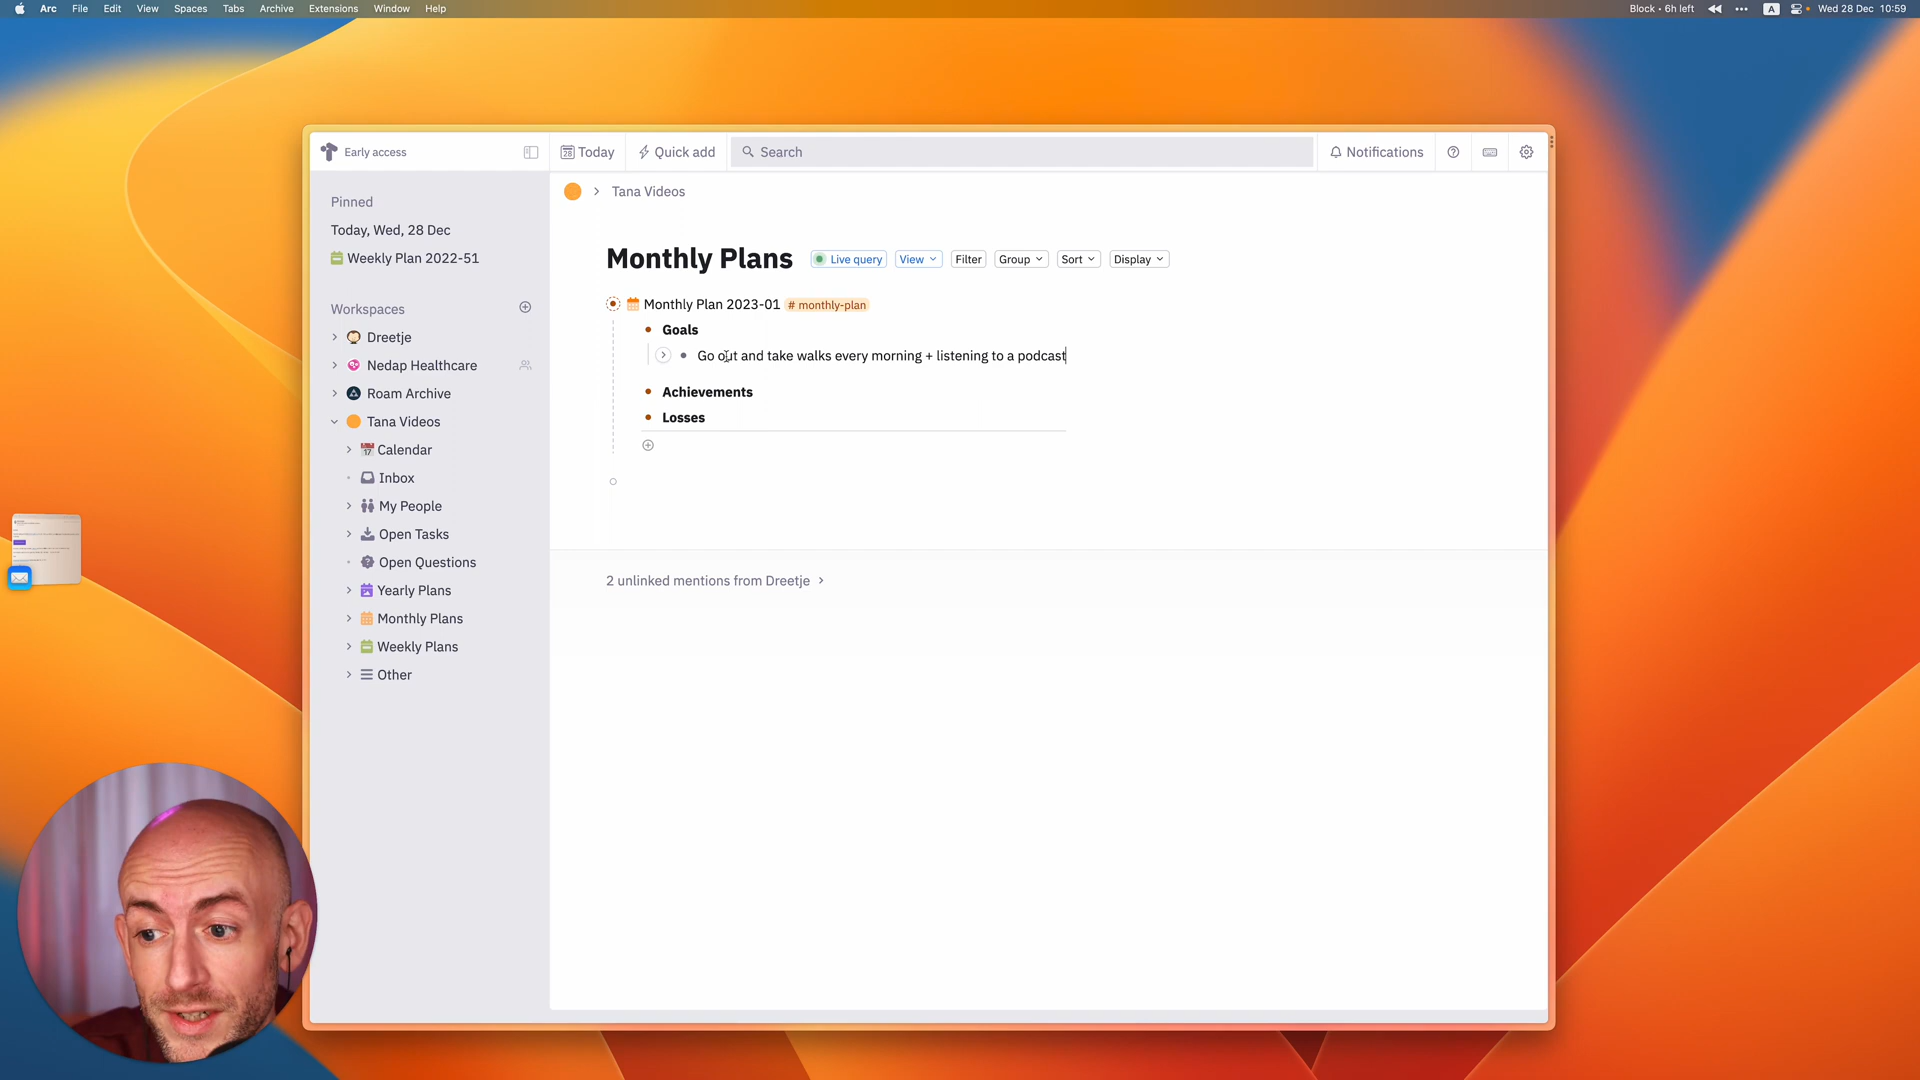 Arc File Edit View Spaces Tabs Archive Extensions Window Help Block • 6h left A Wed 28 Dec 10:59
Early access Today Quick add Search Notifications
Pinned
Today, Wed, 28 Dec
Weekly Plan 2022-51
Workspaces
Dreetje
Nedap Healthcare
Roam Archive
Tana Videos
Calendar
Inbox
My People
Open Tasks
Open Questions
Yearly Plans
Monthly Plans
Weekly Plans
Other
Tana Videos
Monthly Plans Live query View Filter Group Sort Display
Monthly Plan 2023-01 # monthly-plan
Goals
Go out and take walks every morning + listening to a podcast
Achievements
Losses
2 unlinked mentions from Dreetje